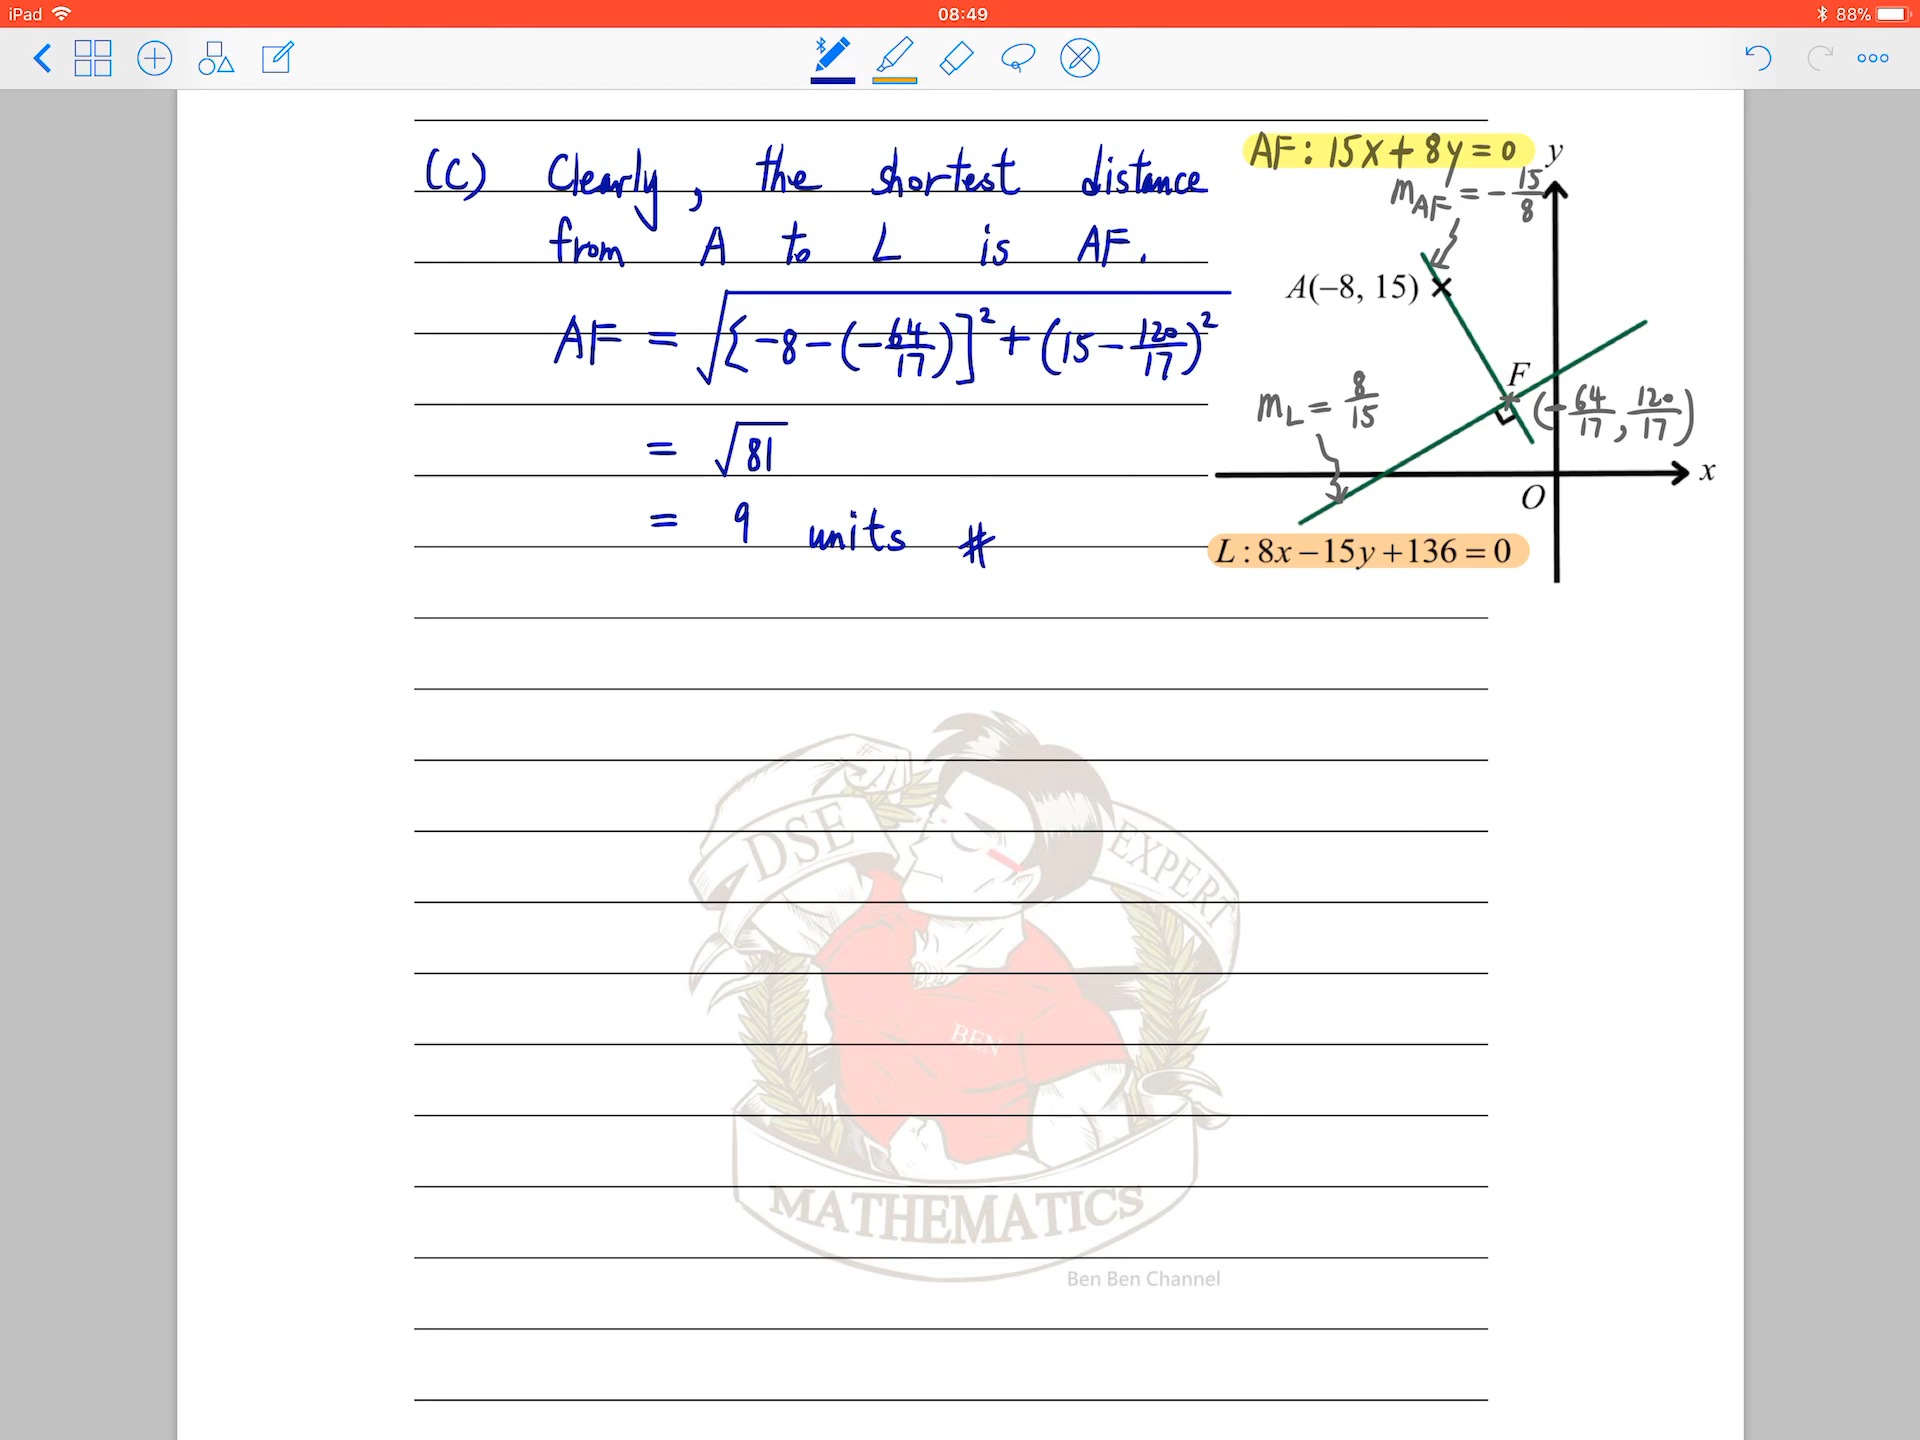 iPad 08:49 88%
(C) Clearly, the shortest distance
from A to L is AF.
AF = √{-8-(-64/17)]²+(15-120/17)²
= √81
= 9 units #
AF: 15x+8y=0
y
m_AF = -15/8
A(−8, 15)
F
(-64/17, 120/17)
m_L = 8/15
x
O
L : 8x − 15y + 136 = 0
DSE EXPERT
BEN
MATHEMATICS
Ben Ben Channel